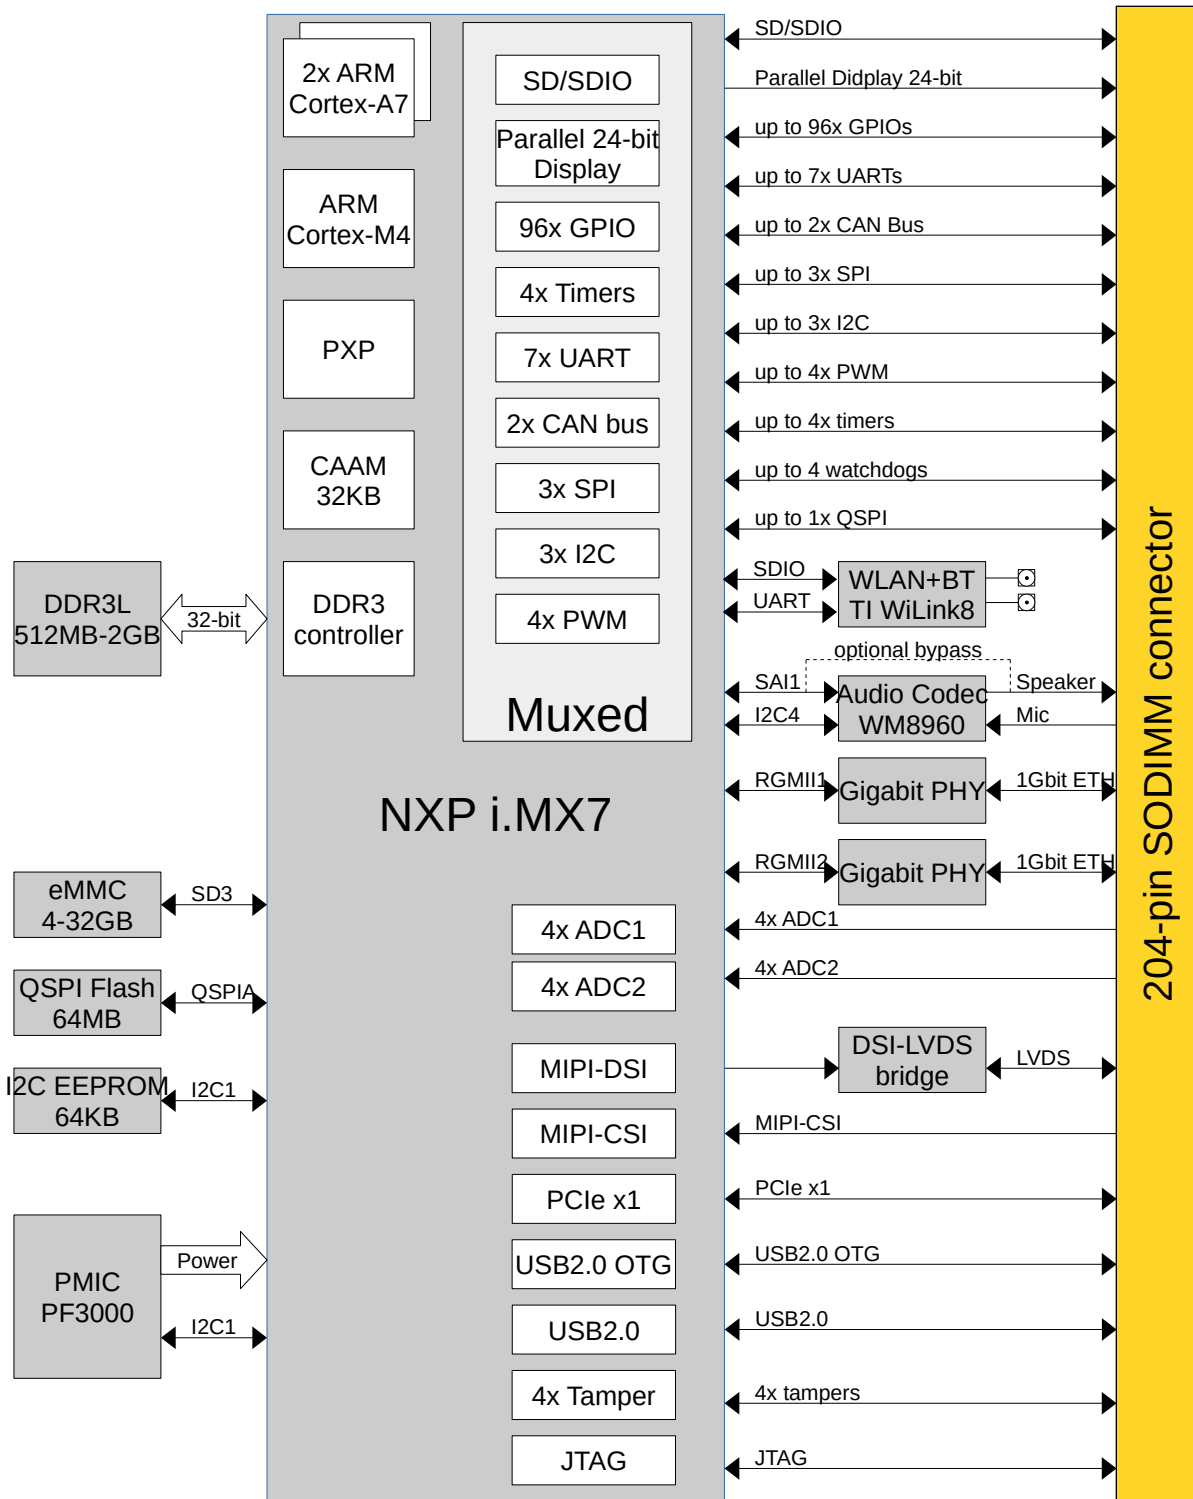 2x ARM
Cortex-A7
ARM
Cortex-M4
PXP
CAAM
32KB
DDR3
controller
SD/SDIO
Parallel 24-bit
Display
96x GPIO
4x Timers
7x UART
2x CAN bus
3x SPI
3x I2C
4x PWM
Muxed
NXP i.MX7
4x ADC1
4x ADC2
MIPI-DSI
MIPI-CSI
PCIe x1
USB2.0 OTG
USB2.0
4x Tamper
JTAG
DDR3L
512MB-2GB
32-bit
eMMC
4-32GB
SD3
QSPI Flash
64MB
QSPIA
I2C EEPROM
64KB
I2C1
PMIC
PF3000
Power
I2C1
SD/SDIO
Parallel Didplay 24-bit
up to 96x GPIOs
up to 7x UARTs
up to 2x CAN Bus
up to 3x SPI
up to 3x I2C
up to 4x PWM
up to 4x timers
up to 4 watchdogs
up to 1x QSPI
SDIO
UART
WLAN+BT
TI WiLink8
optional bypass
SAI1
I2C4
Audio Codec
WM8960
Speaker
Mic
RGMII1
Gigabit PHY
1Gbit ETH
RGMII2
Gigabit PHY
1Gbit ETH
4x ADC1
4x ADC2
DSI-LVDS
bridge
LVDS
MIPI-CSI
PCIe x1
USB2.0 OTG
USB2.0
4x tampers
JTAG
204-pin SODIMM connector